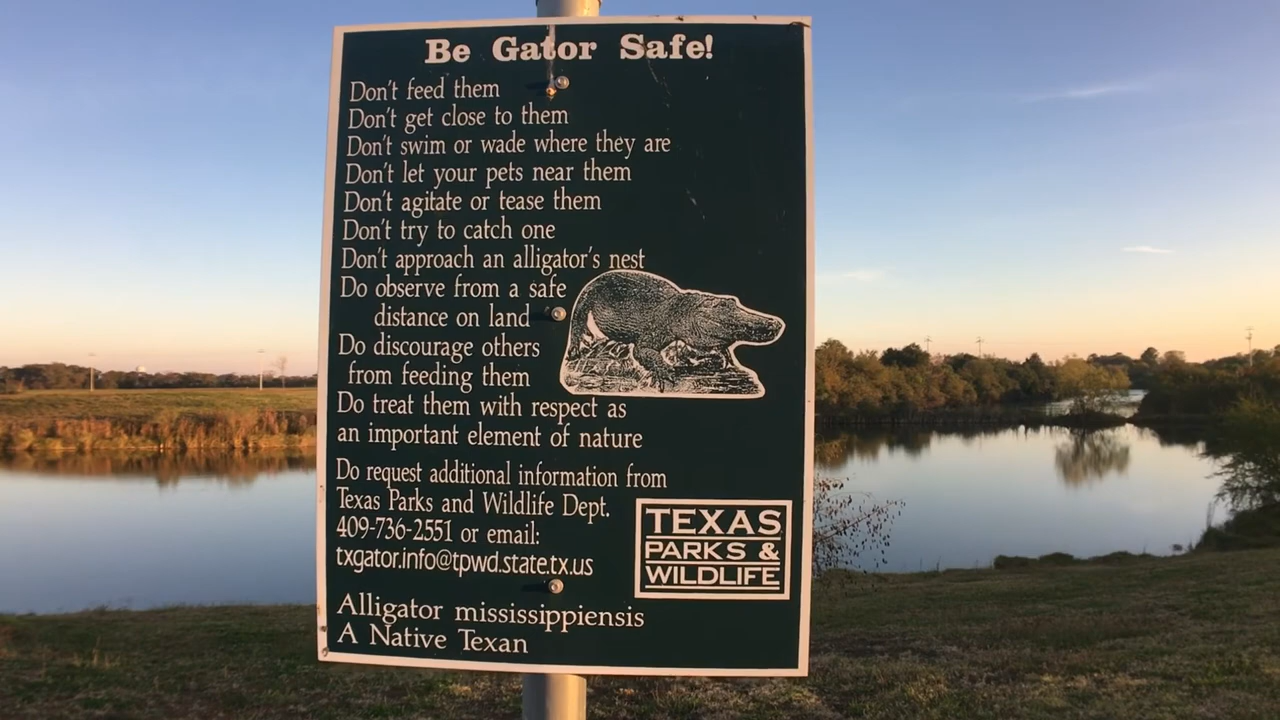 Be Gator Safe!
Don't feed them
Don't get close to them
Don't swim or wade where they are
Don't let your pets near them
Don't agitate or tease them
Don't try to catch one
Don't approach an alligator's nest
Do observe from a safe
distance on land
Do discourage others
from feeding them
Do treat them with respect as
an important element of nature
Do request additional information from
Texas Parks and Wildlife Dept.
409-736-2551 or email:
txgator.info@tpwd.state.tx.us
TEXAS
PARKS &
WILDLIFE
Alligator mississippiensis
A Native Texan